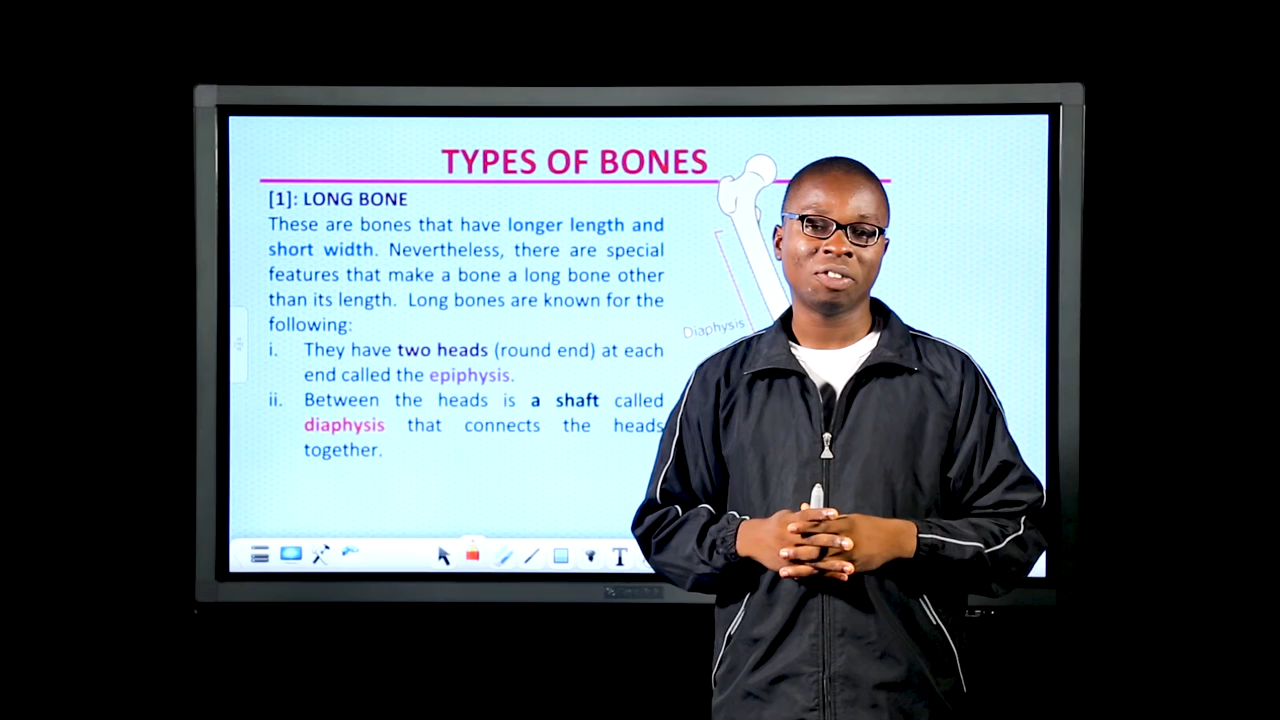 TYPES OF BONES
[1]: LONG BONE
These are bones that have longer length and
short width. Nevertheless, there are special
features that make a bone a long bone other
than its length. Long bones are known for the
following:
i. They have two heads (round end) at each
end called the epiphysis.
ii. Between the heads is a shaft called
diaphysis that connects the heads
together.
Diaphysis
T